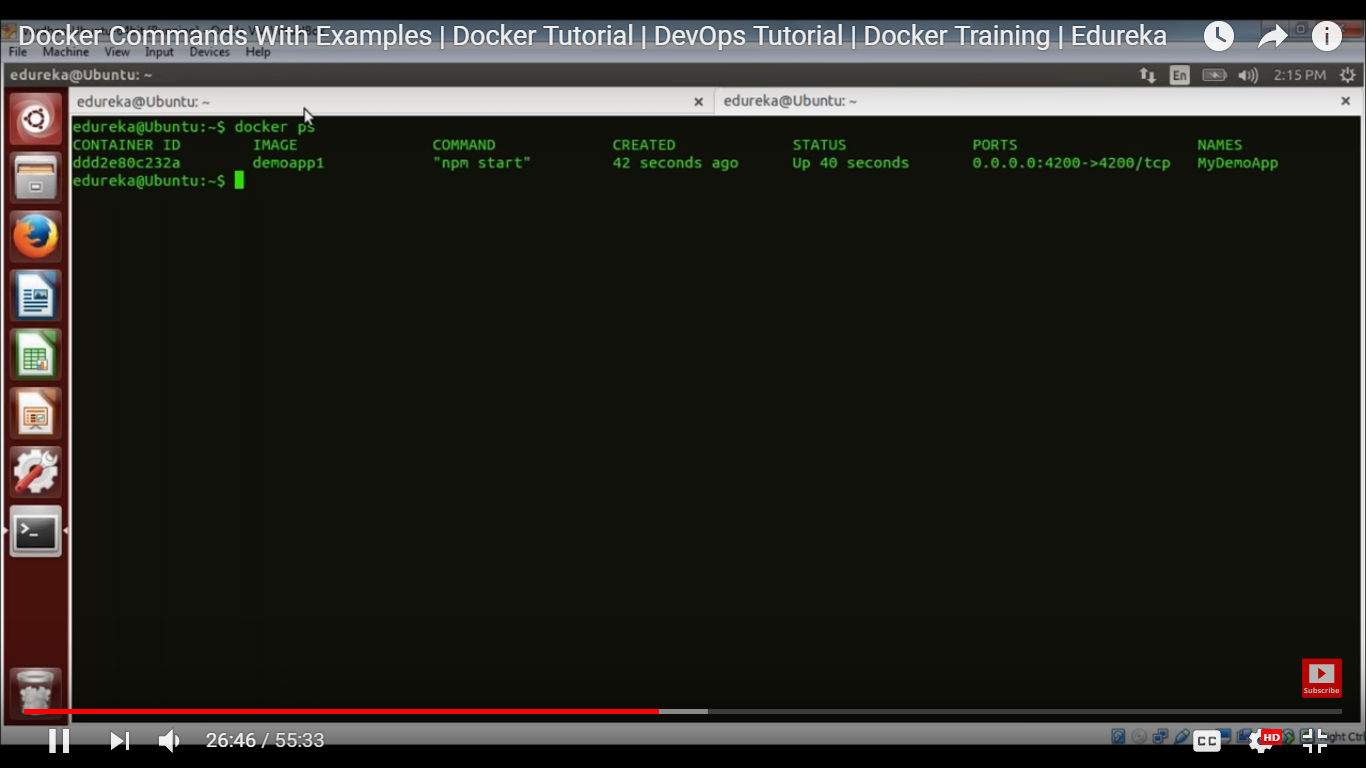 Docker Commands With Examples | Docker Tutorial | DevOps Tutorial | Docker Training | Edureka
File Machine View Input Devices Help
edureka@Ubuntu: ~ En 2:15 PM
edureka@Ubuntu: ~ × edureka@Ubuntu: ~ ×
edureka@Ubuntu:~$ docker ps
CONTAINER ID IMAGE COMMAND CREATED STATUS PORTS NAMES
ddd2e80c232a demoapp1 "npm start" 42 seconds ago Up 40 seconds 0.0.0.0:4200->4200/tcp MyDemoApp
edureka@Ubuntu:~$
Subscribe
26:46 / 55:33 CC HD Right Ctrl